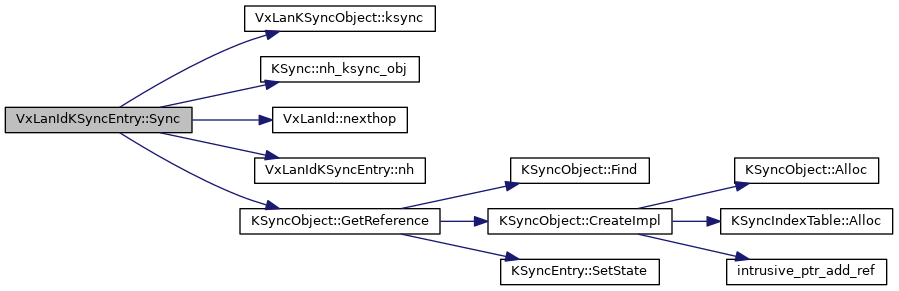 VxLanIdKSyncEntry::Sync
VxLanKSyncObject::ksync
KSync::nh_ksync_obj
VxLanId::nexthop
VxLanIdKSyncEntry::nh
KSyncObject::GetReference
KSyncObject::Find
KSyncObject::CreateImpl
KSyncEntry::SetState
KSyncObject::Alloc
KSyncIndexTable::Alloc
intrusive_ptr_add_ref